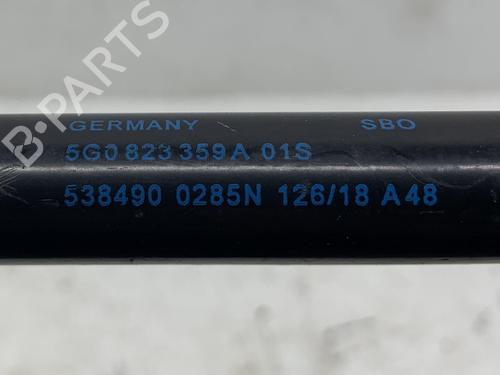 GERMANY SBO
5G0 823 359 A 01S
538490 0285N 126/18 A48
B-PARTS